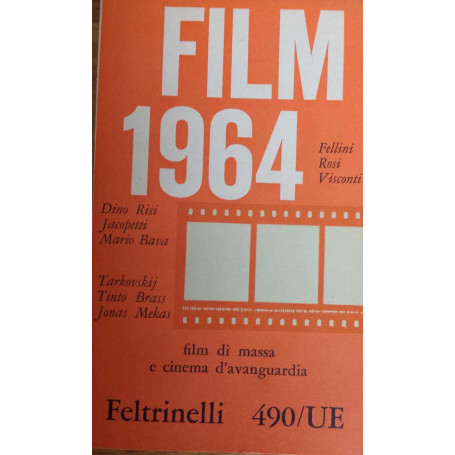 FILM
1964
Fellini
Rosi
Visconti
Dino Risi
Jacopetti
Mario Bava
Tarkovskij
Tinto Brass
Jonas Mekas
film di massa
e cinema d'avanguardia
Feltrinelli 490/UE